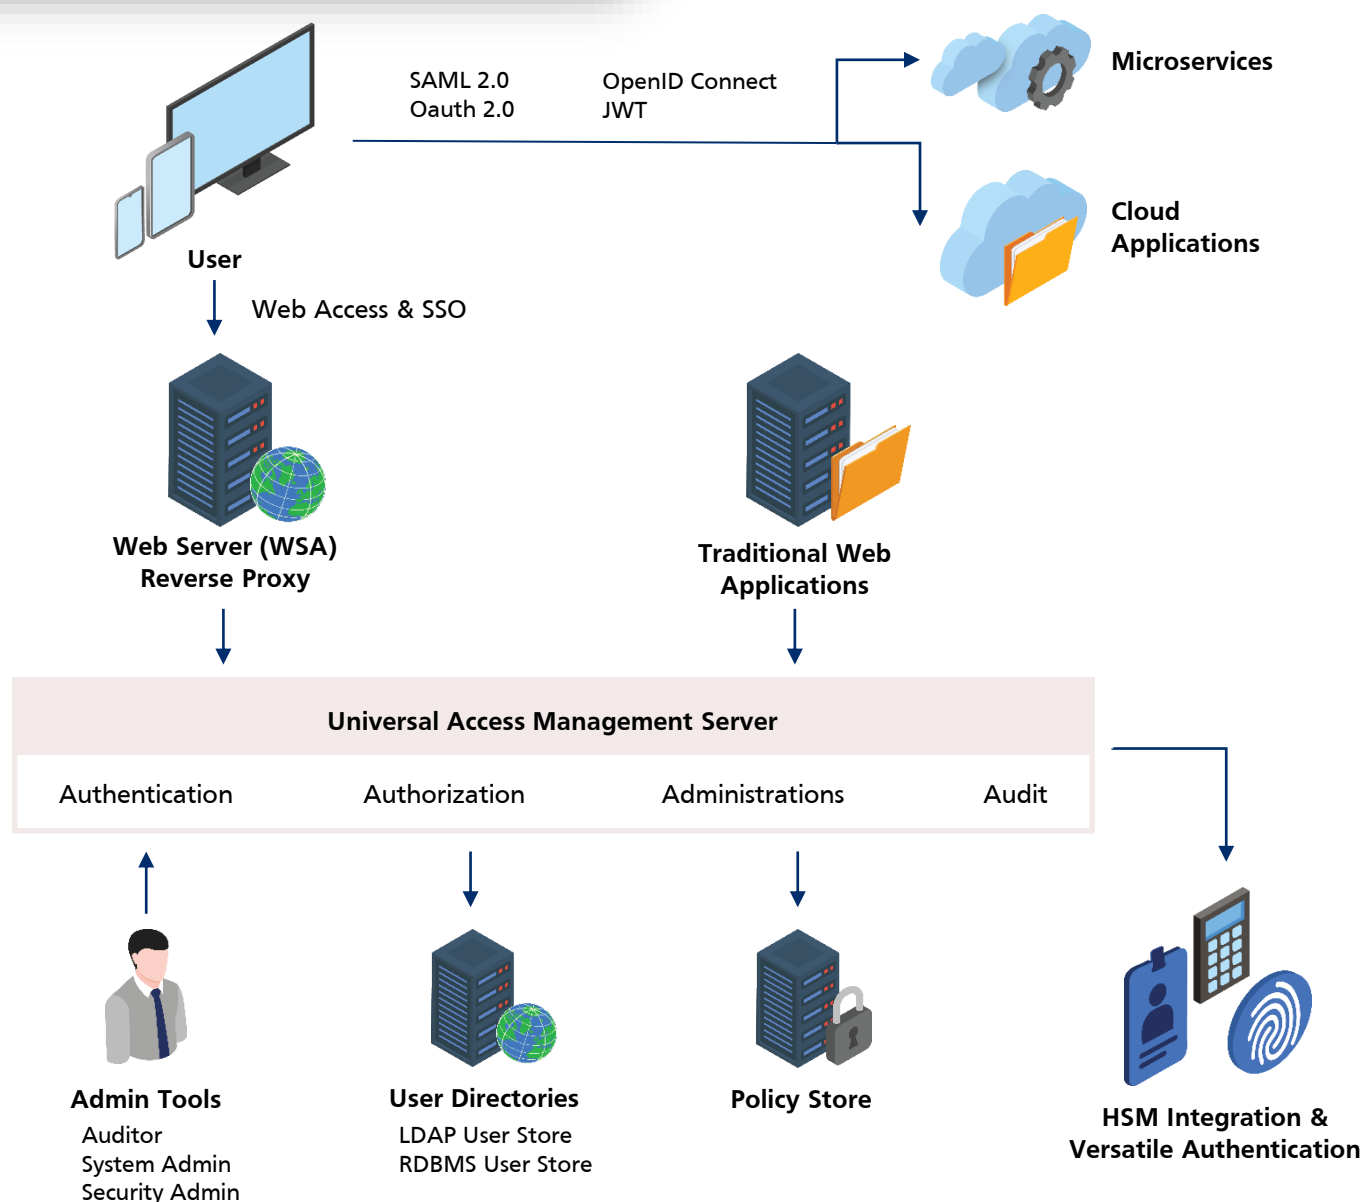 SAML 2.0
Oauth 2.0
OpenID Connect
JWT
Microservices
Cloud
Applications
User
Web Access & SSO
Web Server (WSA)
Reverse Proxy
Traditional Web
Applications
Universal Access Management Server
Authentication
Authorization
Administrations
Audit
Admin Tools
Auditor
System Admin
Security Admin
User Directories
LDAP User Store
RDBMS User Store
Policy Store
HSM Integration &
Versatile Authentication